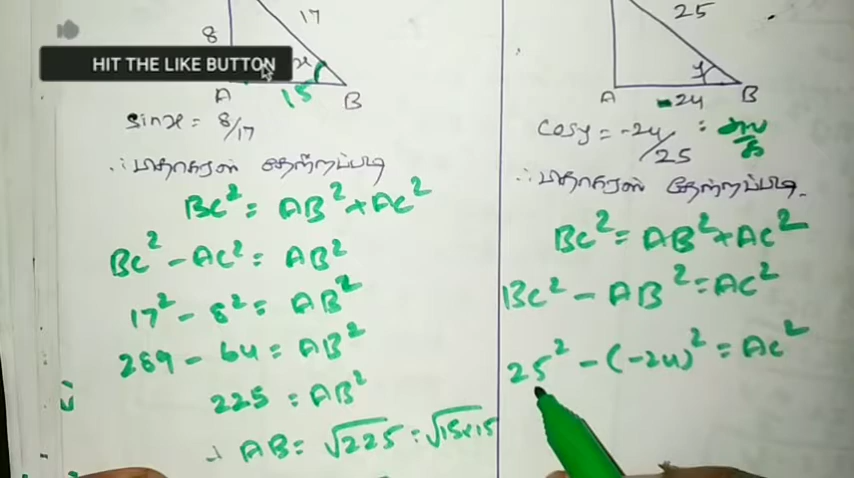 17
8
HIT THE LIKE BUTTON
x
A
15
B
sinx = 8/17
∴ பிதாகரஸ் தேற்றப்படி
BC² = AB² + AC²
BC² - AC² = AB²
17² - 8² = AB²
289 - 64 = AB²
225 = AB²
∴ AB = √225 = √15×15
25
y
A
-24
B
cosy = -24/25 =
∴ பிதாகரஸ் தேற்றப்படி.
BC² = AB² + AC²
BC² - AB² = AC²
25² - (-24)² = AC²